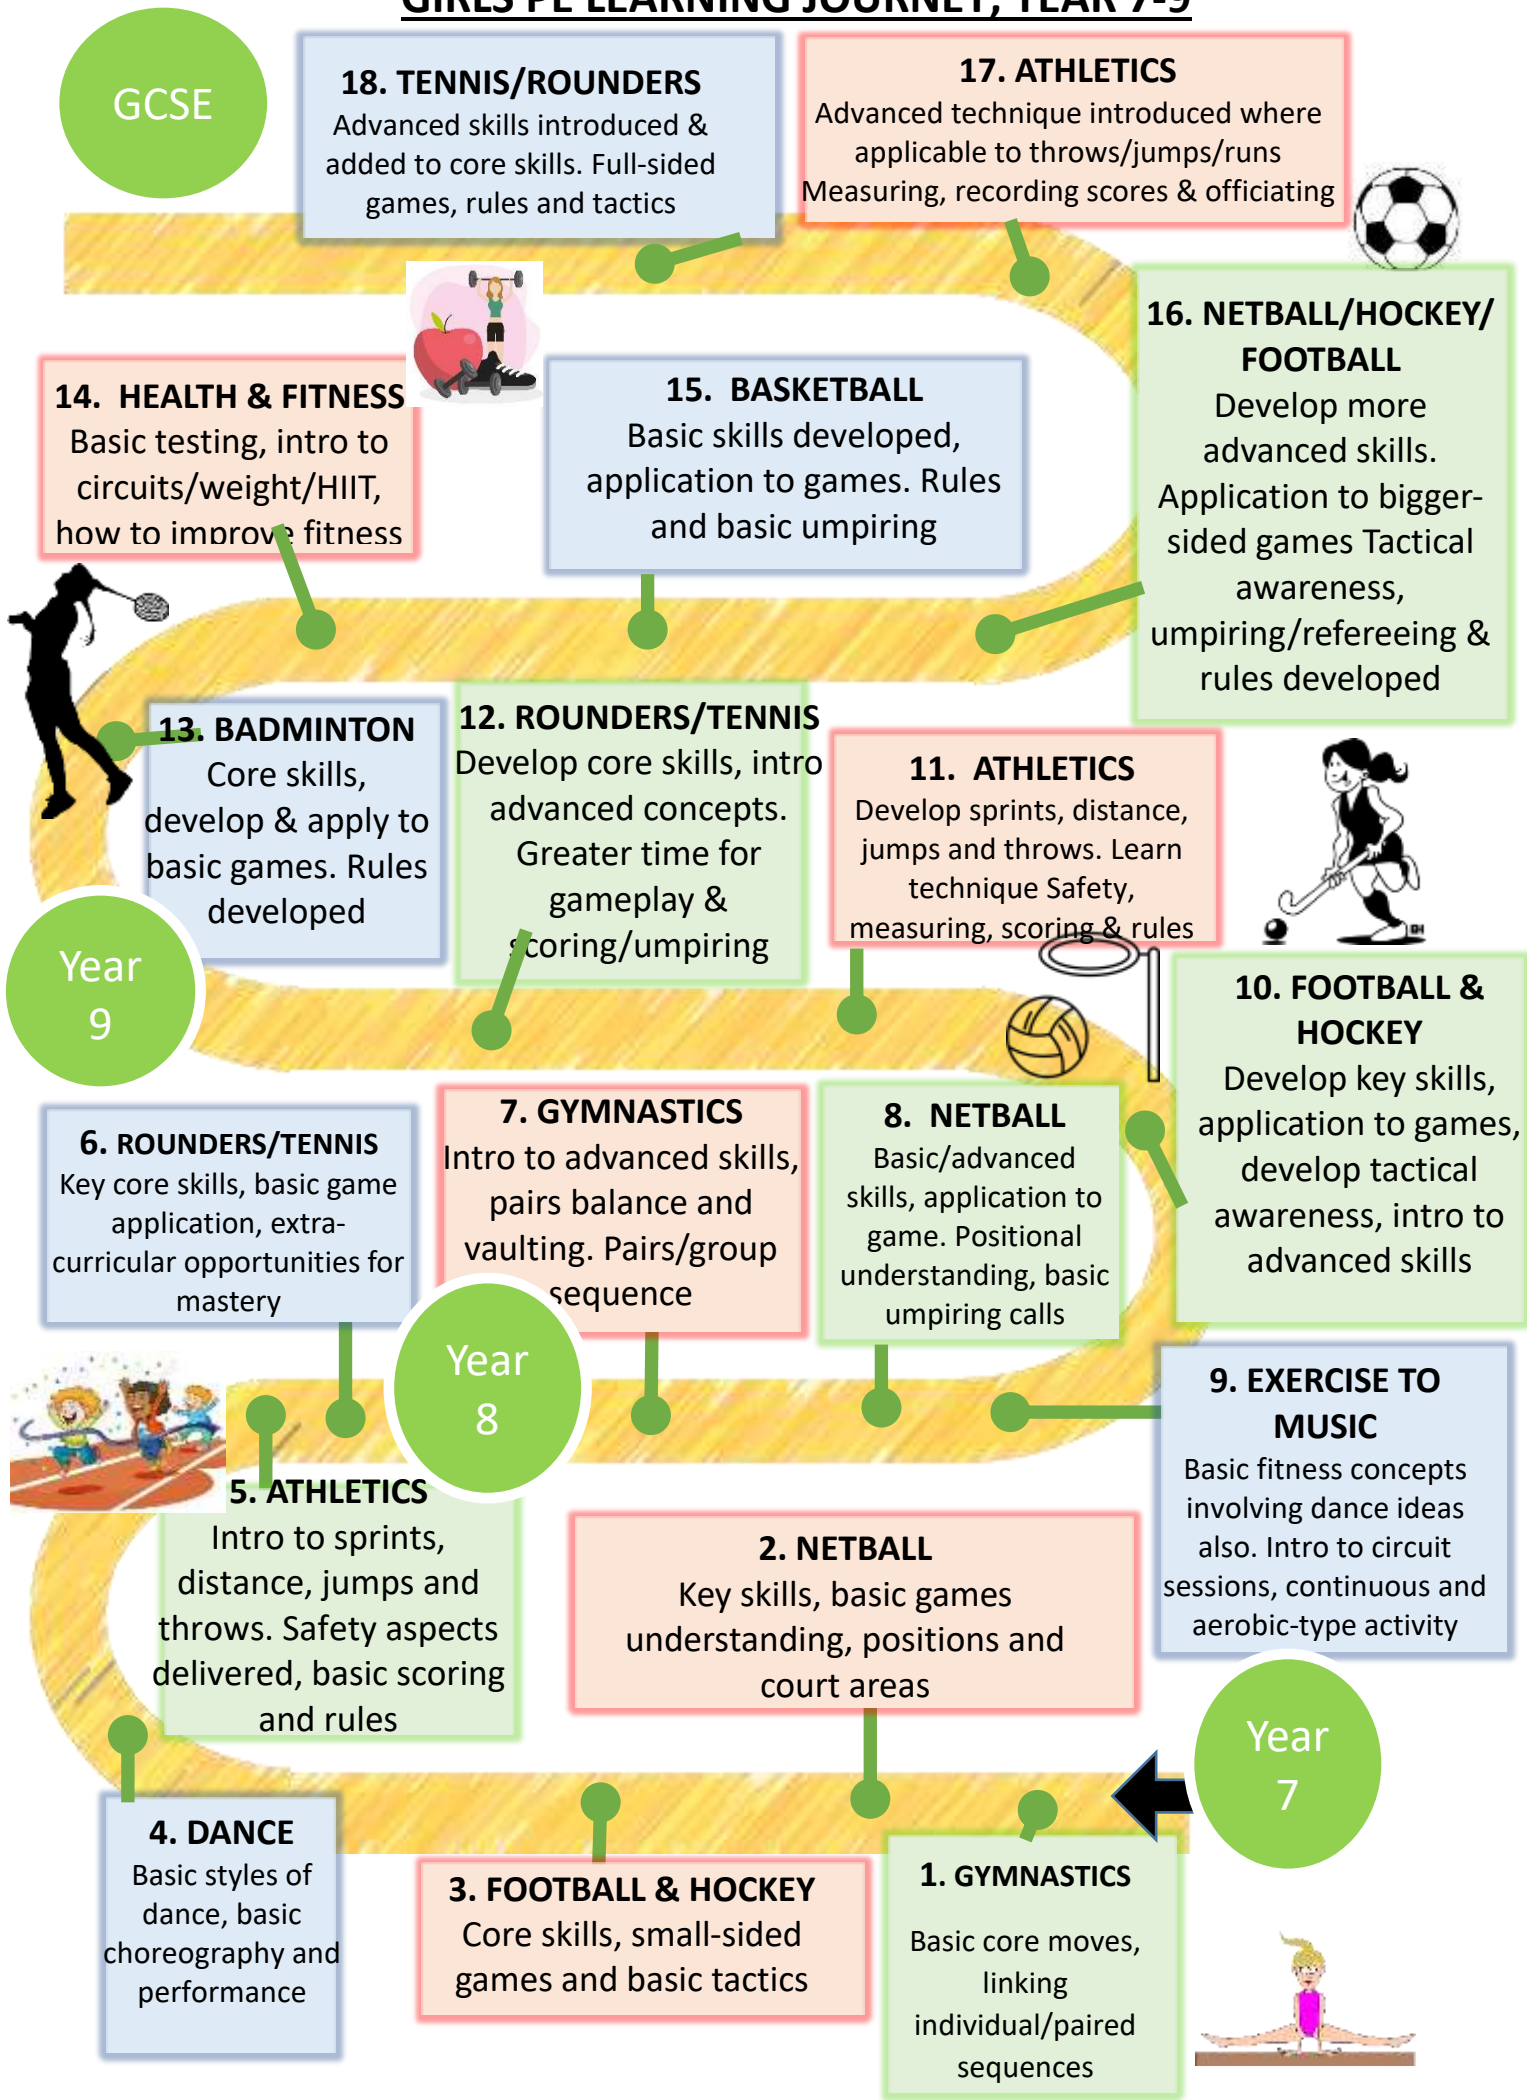 GIRLS PE LEARNING JOURNEY, YEAR 7-9
GCSE
18. TENNIS/ROUNDERS
Advanced skills introduced &
added to core skills. Full-sided
games, rules and tactics
17. ATHLETICS
Advanced technique introduced where
applicable to throws/jumps/runs
Measuring, recording scores & officiating
16. NETBALL/HOCKEY/
FOOTBALL
Develop more
advanced skills.
Application to bigger-
sided games Tactical
awareness,
umpiring/refereeing &
rules developed
14. HEALTH & FITNESS
Basic testing, intro to
circuits/weight/HIIT,
how to improve fitness
15. BASKETBALL
Basic skills developed,
application to games. Rules
and basic umpiring
13. BADMINTON
Core skills,
develop & apply to
basic games. Rules
developed
12. ROUNDERS/TENNIS
Develop core skills, intro
advanced concepts.
Greater time for
gameplay &
scoring/umpiring
11. ATHLETICS
Develop sprints, distance,
jumps and throws. Learn
technique Safety,
measuring, scoring & rules
10. FOOTBALL &
HOCKEY
Develop key skills,
application to games,
develop tactical
awareness, intro to
advanced skills
Year
9
6. ROUNDERS/TENNIS
Key core skills, basic game
application, extra-
curricular opportunities for
mastery
7. GYMNASTICS
Intro to advanced skills,
pairs balance and
vaulting. Pairs/group
sequence
8. NETBALL
Basic/advanced
skills, application to
game. Positional
understanding, basic
umpiring calls
Year
8
9. EXERCISE TO
MUSIC
Basic fitness concepts
involving dance ideas
also. Intro to circuit
sessions, continuous and
aerobic-type activity
5. ATHLETICS
Intro to sprints,
distance, jumps and
throws. Safety aspects
delivered, basic scoring
and rules
2. NETBALL
Key skills, basic games
understanding, positions and
court areas
Year
7
4. DANCE
Basic styles of
dance, basic
choreography and
performance
3. FOOTBALL & HOCKEY
Core skills, small-sided
games and basic tactics
1. GYMNASTICS
Basic core moves,
linking
individual/paired
sequences